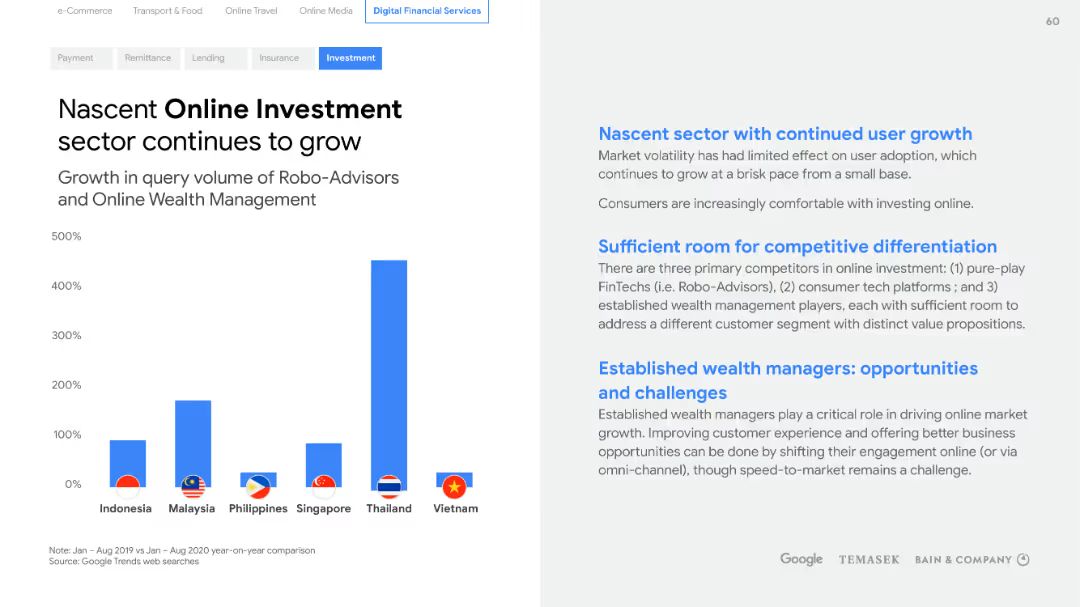 e-Commerce Transport & Food Online Travel Online Media Digital Financial Services
60
Payment Remittance Lending Insurance Investment
Nascent Online Investment
sector continues to grow
Growth in query volume of Robo-Advisors
and Online Wealth Management
500%
400%
300%
200%
100%
0%
Indonesia Malaysia Philippines Singapore Thailand Vietnam
Note: Jan – Aug 2019 vs Jan – Aug 2020 year-on-year comparison
Source: Google Trends web searches
Nascent sector with continued user growth
Market volatility has had limited effect on user adoption, which
continues to grow at a brisk pace from a small base.
Consumers are increasingly comfortable with investing online.
Sufficient room for competitive differentiation
There are three primary competitors in online investment: (1) pure-play
FinTechs (i.e. Robo-Advisors), (2) consumer tech platforms ; and 3)
established wealth management players, each with sufficient room to
address a different customer segment with distinct value propositions.
Established wealth managers: opportunities
and challenges
Established wealth managers play a critical role in driving online market
growth. Improving customer experience and offering better business
opportunities can be done by shifting their engagement online (or via
omni-channel), though speed-to-market remains a challenge.
Google TEMASEK BAIN & COMPANY